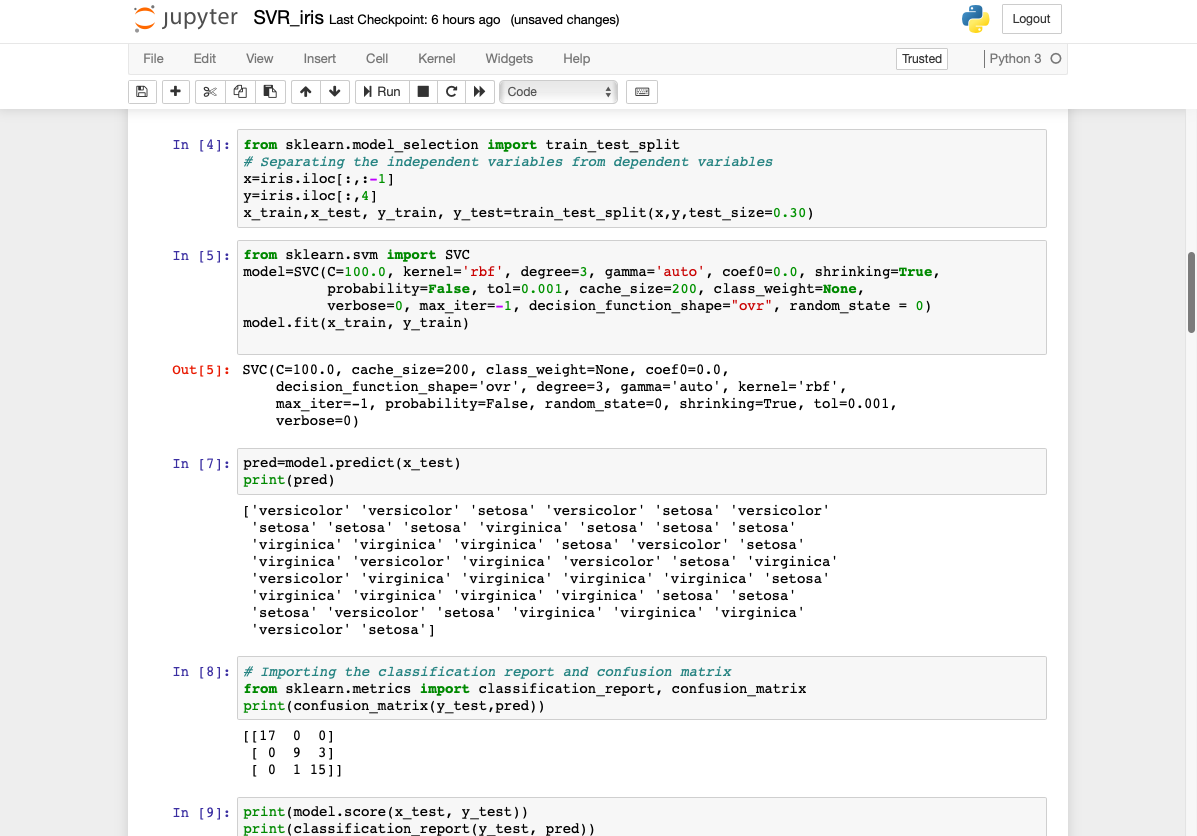 jupyter SVR_iris Last Checkpoint: 6 hours ago (unsaved changes) Logout
File Edit View Insert Cell Kernel Widgets Help Trusted Python 3
Run Code
In [4]: from sklearn.model_selection import train_test_split
# Separating the independent variables from dependent variables
x=iris.iloc[:,:-1]
y=iris.iloc[:,4]
x_train,x_test, y_train, y_test=train_test_split(x,y,test_size=0.30)
In [5]: from sklearn.svm import SVC
model=SVC(C=100.0, kernel='rbf', degree=3, gamma='auto', coef0=0.0, shrinking=True,
probability=False, tol=0.001, cache_size=200, class_weight=None,
verbose=0, max_iter=-1, decision_function_shape="ovr", random_state = 0)
model.fit(x_train, y_train)
Out[5]: SVC(C=100.0, cache_size=200, class_weight=None, coef0=0.0,
decision_function_shape='ovr', degree=3, gamma='auto', kernel='rbf',
max_iter=-1, probability=False, random_state=0, shrinking=True, tol=0.001,
verbose=0)
In [7]: pred=model.predict(x_test)
print(pred)
['versicolor' 'versicolor' 'setosa' 'versicolor' 'setosa' 'versicolor'
'setosa' 'setosa' 'setosa' 'virginica' 'setosa' 'setosa' 'setosa'
'virginica' 'virginica' 'virginica' 'setosa' 'versicolor' 'setosa'
'virginica' 'versicolor' 'virginica' 'versicolor' 'setosa' 'virginica'
'versicolor' 'virginica' 'virginica' 'virginica' 'virginica' 'setosa'
'virginica' 'virginica' 'virginica' 'virginica' 'setosa' 'setosa'
'setosa' 'versicolor' 'setosa' 'virginica' 'virginica' 'virginica'
'versicolor' 'setosa']
In [8]: # Importing the classification report and confusion matrix
from sklearn.metrics import classification_report, confusion_matrix
print(confusion_matrix(y_test,pred))
[[17 0 0]
[ 0 9 3]
[ 0 1 15]]
In [9]: print(model.score(x_test, y_test))
print(classification_report(y_test, pred))